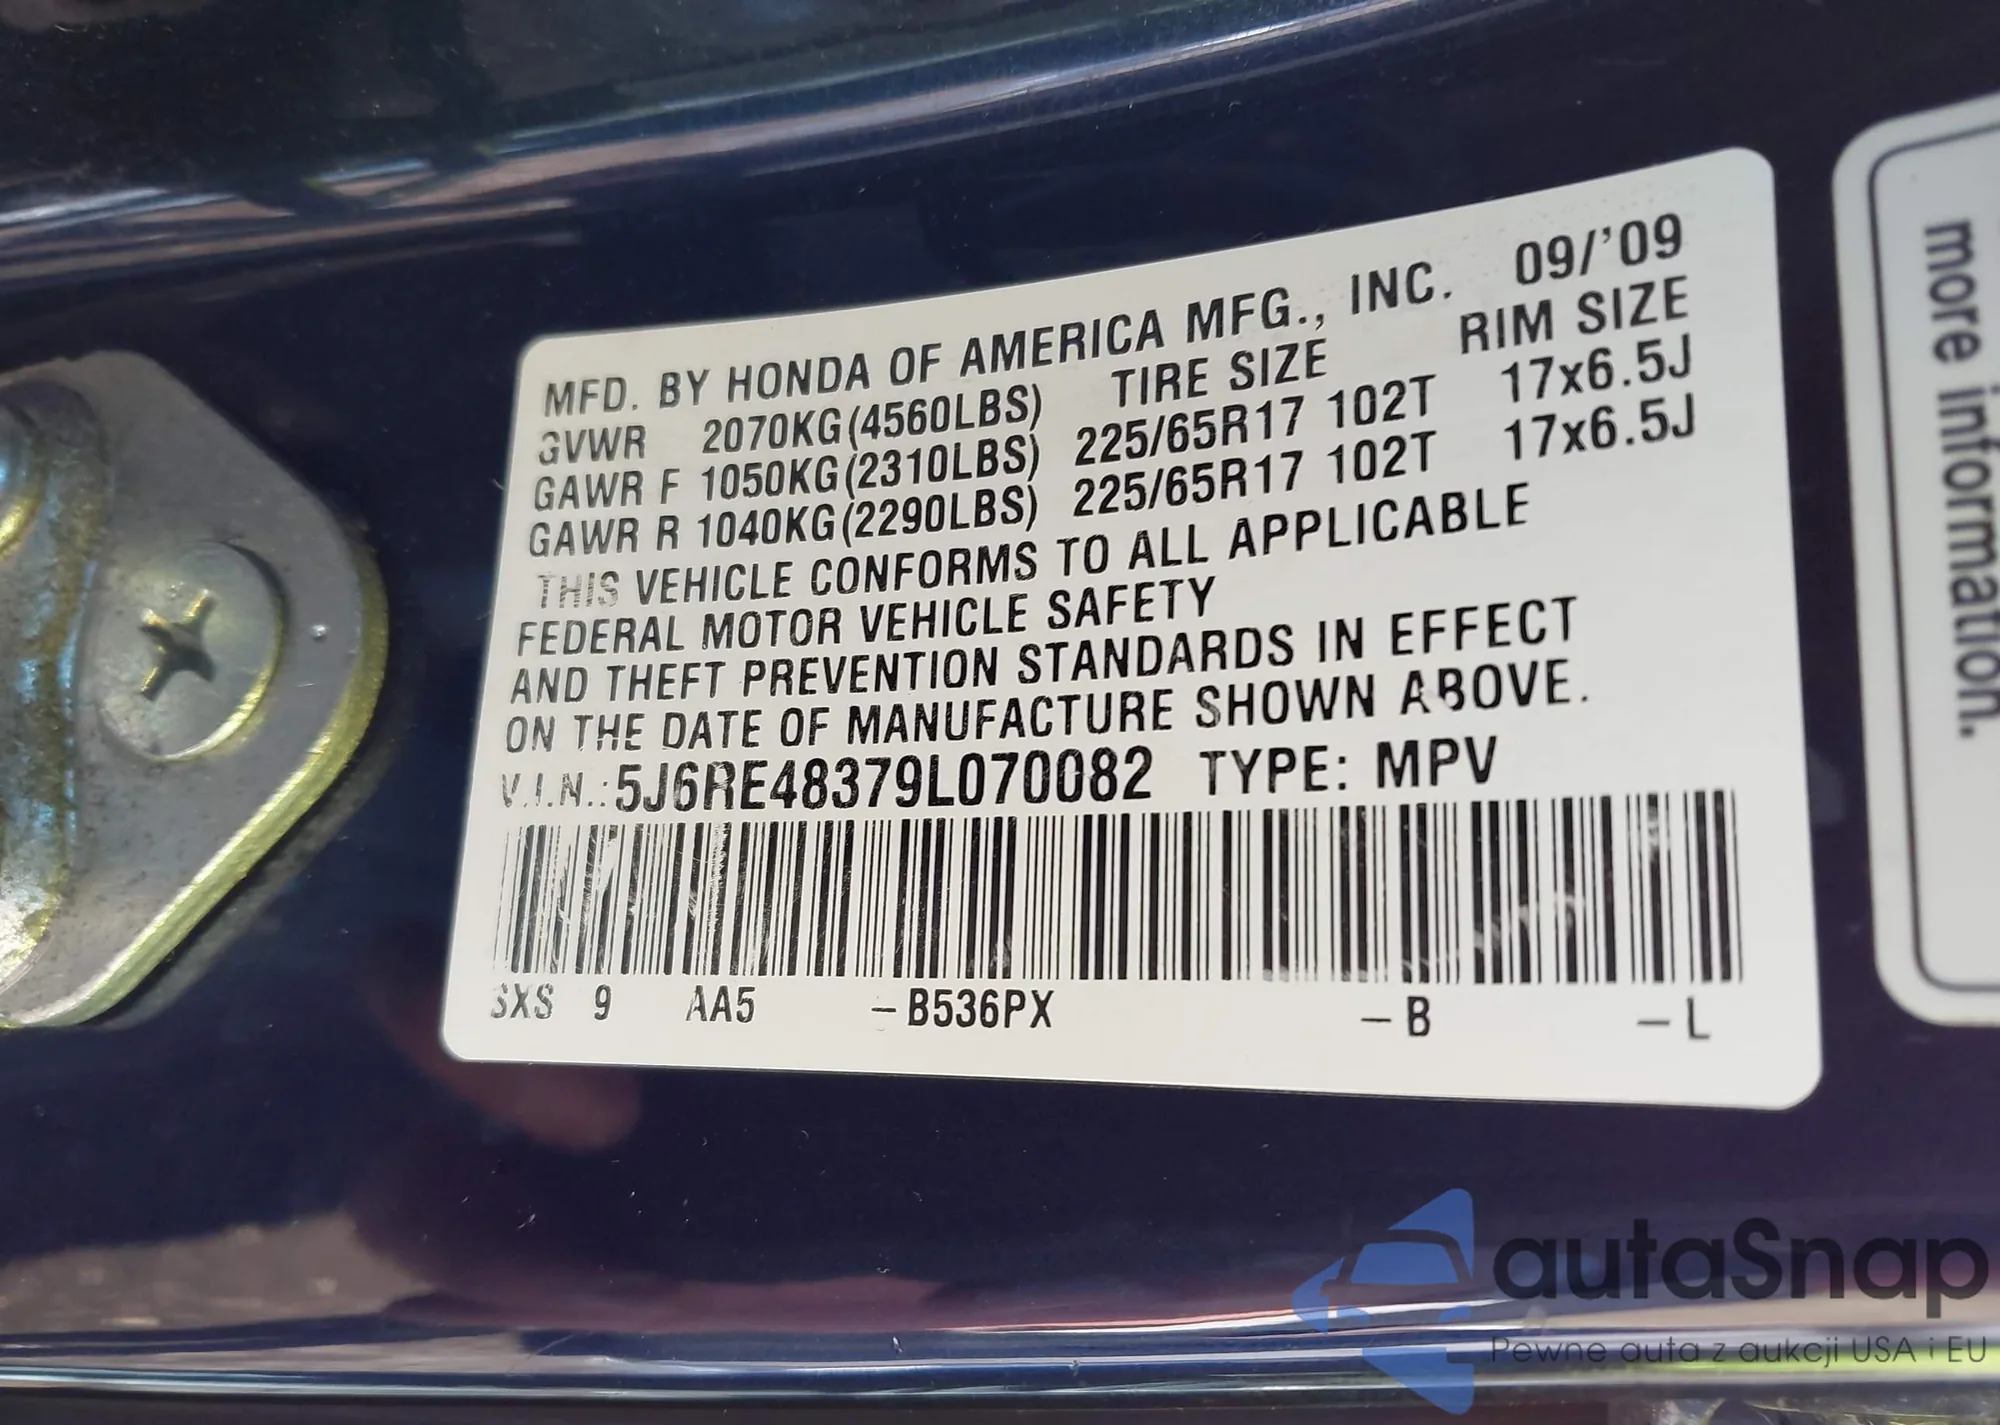 MFD. BY HONDA OF AMERICA MFG., INC. 09/'09
TIRE SIZE RIM SIZE
GVWR 2070KG(4560LBS)
GAWR F 1050KG(2310LBS) 225/65R17 102T 17x6.5J
GAWR R 1040KG(2290LBS) 225/65R17 102T 17x6.5J
THIS VEHICLE CONFORMS TO ALL APPLICABLE
FEDERAL MOTOR VEHICLE SAFETY
AND THEFT PREVENTION STANDARDS IN EFFECT
ON THE DATE OF MANUFACTURE SHOWN ABOVE.
V.I.N.:5J6RE48379L070082 TYPE: MPV
SXS 9 AA5 -B536PX -B -L
more information.
autaSnap
Pewne auta z aukcji USA i EU